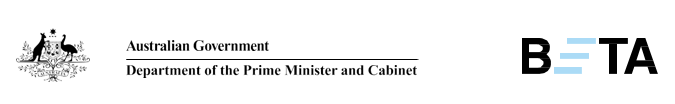 Australian Government
Department of the Prime Minister and Cabinet
BETA